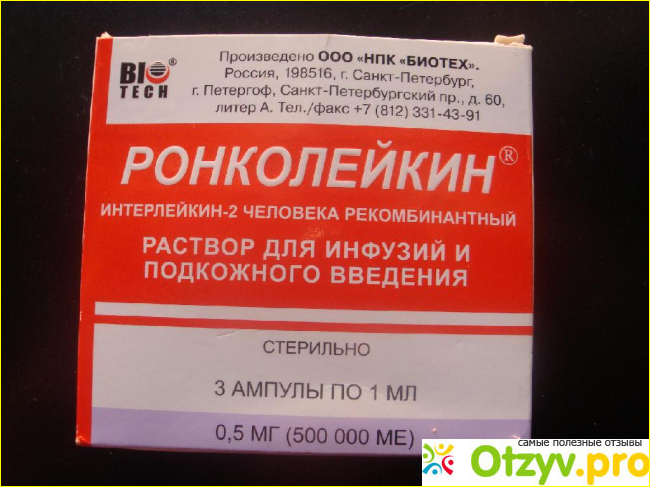 Произведено ООО «НПК «БИОТЕХ».
Россия, 198516, г. Санкт-Петербург,
г. Петергоф, Санкт-Петербургский пр., д. 60,
литер А. Тел./факс +7 (812) 331-43-91
BIO ®
TECH
РОНКОЛЕЙКИН®
ИНТЕРЛЕЙКИН-2 ЧЕЛОВЕКА РЕКОМБИНАНТНЫЙ
РАСТВОР ДЛЯ ИНФУЗИЙ И
ПОДКОЖНОГО ВВЕДЕНИЯ
СТЕРИЛЬНО
3 АМПУЛЫ ПО 1 МЛ
0,5 МГ (500 000 МЕ)
самые полезные отзывы
Otzyv.pro